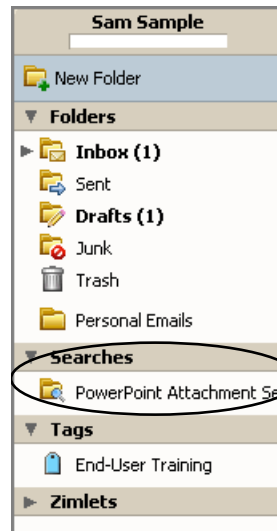 Sam Sample
New Folder
Folders
Inbox (1)
Sent
Drafts (1)
Junk
Trash
Personal Emails
Searches
PowerPoint Attachment Se
Tags
End-User Training
Zimlets